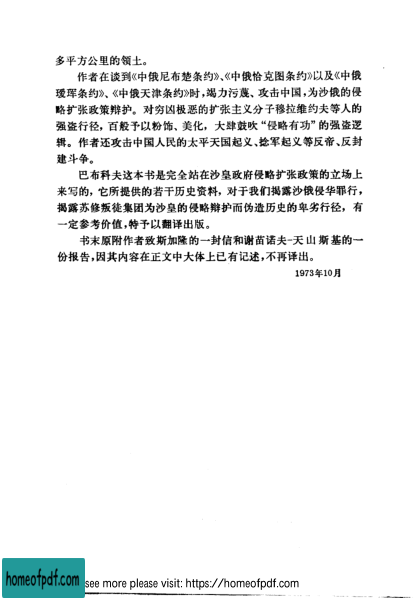 多平方公里的领土。
作者在谈到《中俄尼布楚条约》、《中俄恰克图条约》以及《中俄
瑷珲条约》、《中俄天津条约》时，竭力污蔑、攻击中国，为沙俄的侵
略扩张政策辩护。对穷凶极恶的扩张主义分子穆拉维约夫等人的
强盗行径，百般予以粉饰、美化，大肆鼓吹“侵略有功”的强盗逻
辑。作者还攻击中国人民的太平天国起义、捻军起义等反帝、反封
建斗争。
巴布科夫这本书是完全站在沙皇政府侵略扩张政策的立场上
来写的，它所提供的若干历史资料，对于我们揭露沙俄侵华罪行，
揭露苏修叛徒集团为沙皇的侵略辩护而伪造历史的卑劣行径，有
一定参考价值，特予以翻译出版。
书末原附作者致斯加隆的一封信和谢苗诺夫-天山斯基的一
份报告，因其内容在正文中大体上已有记述，不再译出。
1973年10月
homeofpdf.com
see more please visit: https://homeofpdf.com